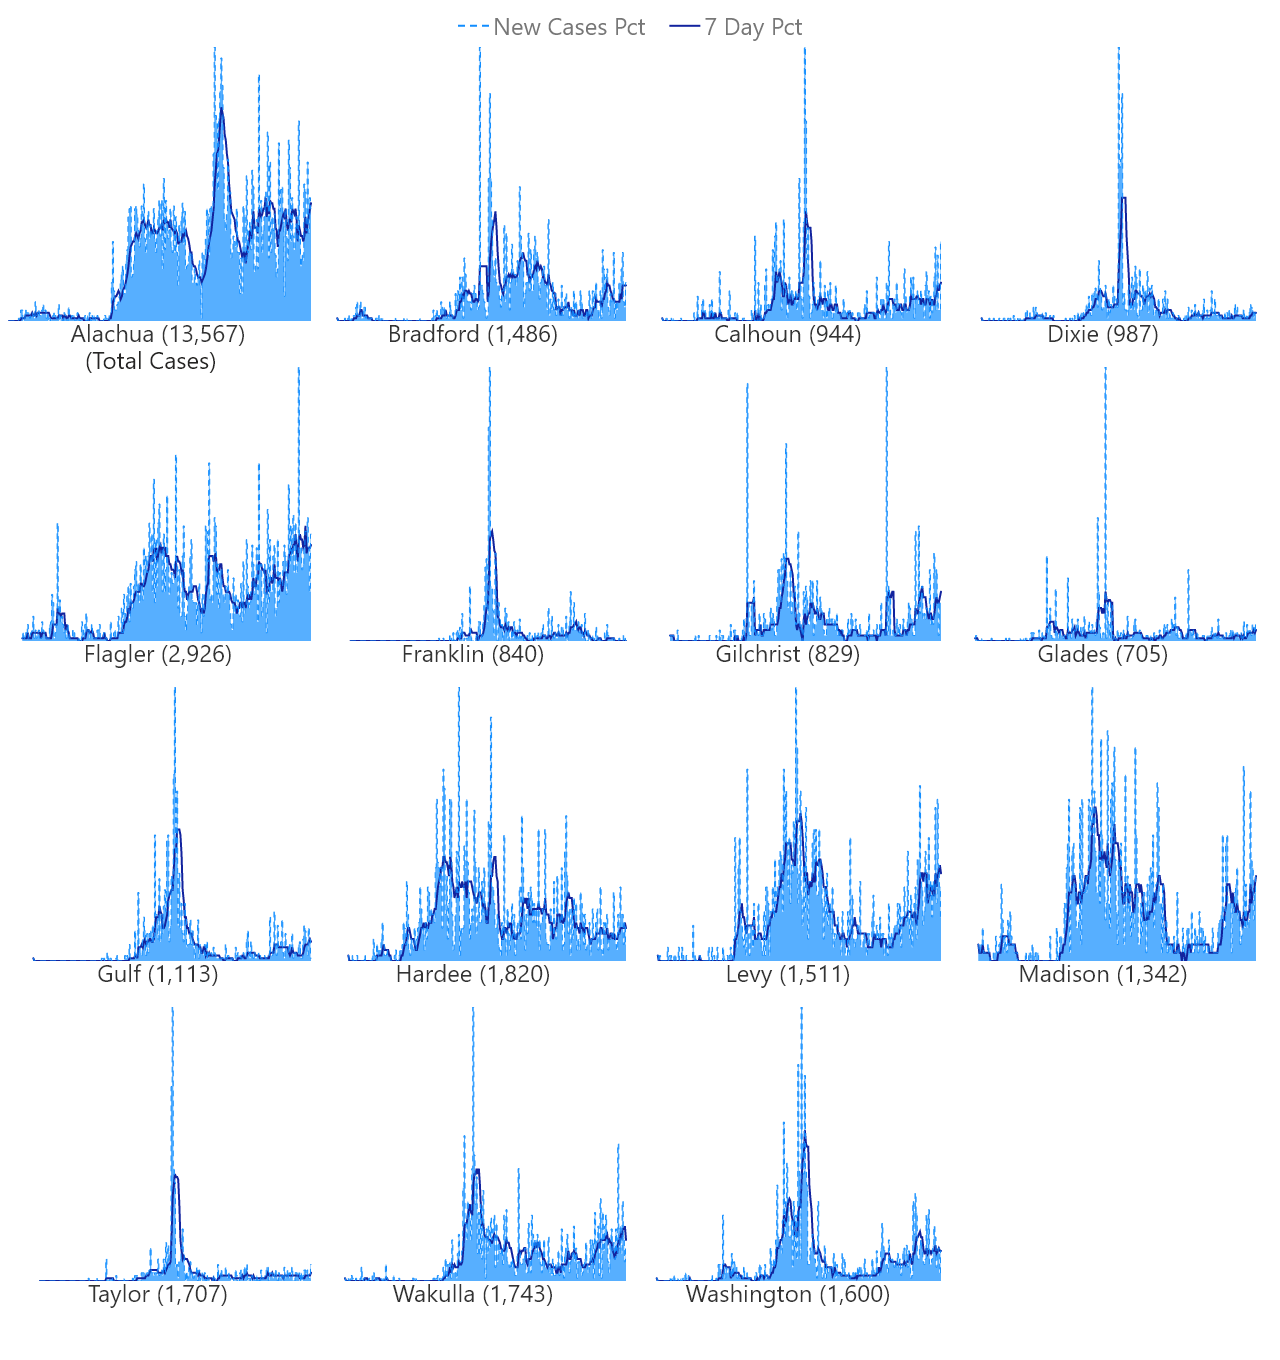 New Cases Pct 7 Day Pct
Alachua (13,567)
(Total Cases)
Bradford (1,486)
Calhoun (944)
Dixie (987)
Flagler (2,926)
Franklin (840)
Gilchrist (829)
Glades (705)
Gulf (1,113)
Hardee (1,820)
Levy (1,511)
Madison (1,342)
Taylor (1,707)
Wakulla (1,743)
Washington (1,600)